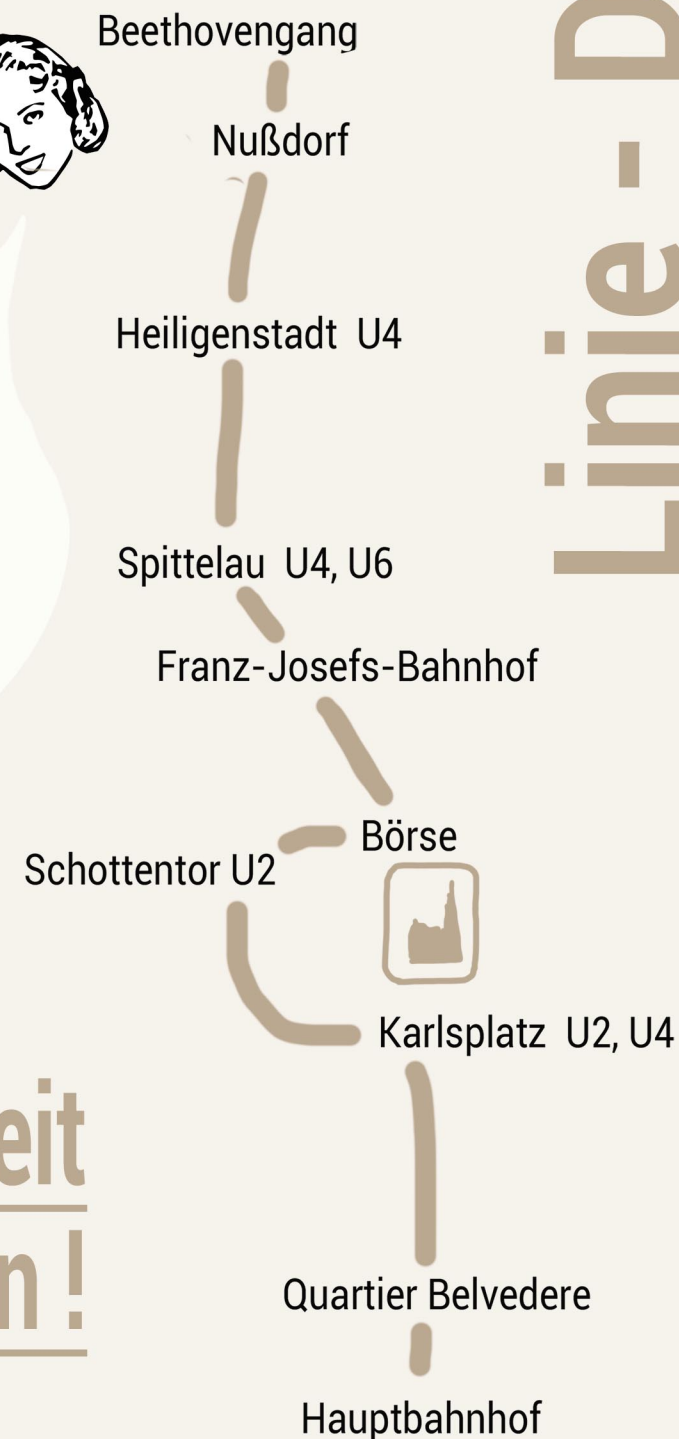 Beethovengang
Nußdorf
Heiligenstadt U4
Spittelau U4, U6
Franz-Josefs-Bahnhof
Börse
Schottentor U2
Karlsplatz U2, U4
Quartier Belvedere
Hauptbahnhof
Linie - D
eit
n !